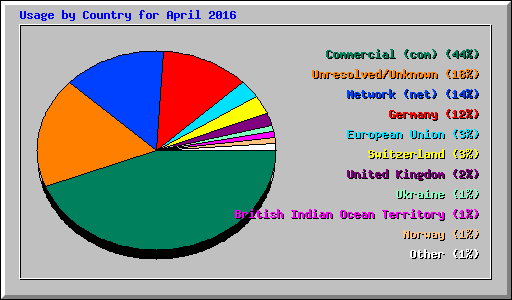 Usage by Country for April 2016
Commercial (com) (44%)
Unresolved/Unknown (18%)
Network (net) (14%)
Germany (12%)
European Union (3%)
Switzerland (3%)
United Kingdom (2%)
Ukraine (1%)
British Indian Ocean Territory (1%)
Norway (1%)
Other (1%)